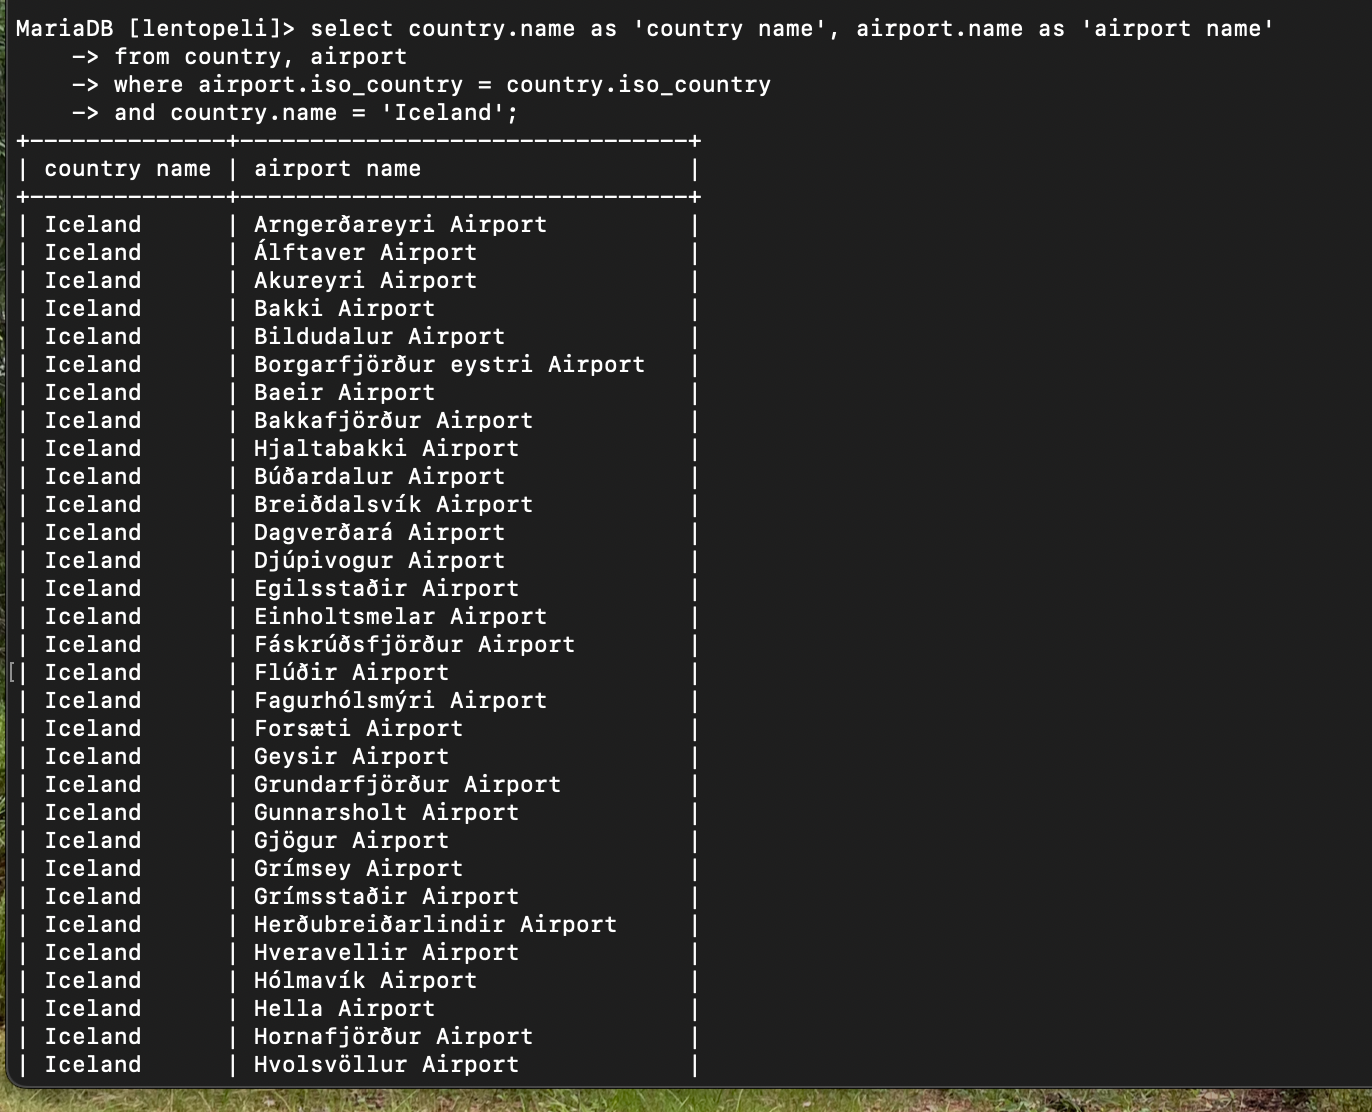 MariaDB [lentopeli]> select country.name as 'country name', airport.name as 'airport name'
    -> from country, airport
    -> where airport.iso_country = country.iso_country
    -> and country.name = 'Iceland';
+--------------+--------------------------------+
| country name | airport name                   |
+--------------+--------------------------------+
| Iceland      | Arngerðareyri Airport          |
| Iceland      | Álftaver Airport               |
| Iceland      | Akureyri Airport               |
| Iceland      | Bakki Airport                  |
| Iceland      | Bildudalur Airport             |
| Iceland      | Borgarfjörður eystri Airport   |
| Iceland      | Baeir Airport                  |
| Iceland      | Bakkafjörður Airport           |
| Iceland      | Hjaltabakki Airport            |
| Iceland      | Búðardalur Airport             |
| Iceland      | Breiðdalsvík Airport           |
| Iceland      | Dagverðará Airport             |
| Iceland      | Djúpivogur Airport             |
| Iceland      | Egilsstaðir Airport            |
| Iceland      | Einholtsmelar Airport          |
| Iceland      | Fáskrúðsfjörður Airport        |
[| Iceland      | Flúðir Airport                 |
| Iceland      | Fagurhólsmýri Airport          |
| Iceland      | Forsæti Airport                |
| Iceland      | Geysir Airport                 |
| Iceland      | Grundarfjörður Airport         |
| Iceland      | Gunnarsholt Airport            |
| Iceland      | Gjögur Airport                 |
| Iceland      | Grímsey Airport                |
| Iceland      | Grímsstaðir Airport            |
| Iceland      | Herðubreiðarlindir Airport     |
| Iceland      | Hveravellir Airport            |
| Iceland      | Hólmavík Airport               |
| Iceland      | Hella Airport                  |
| Iceland      | Hornafjörður Airport           |
| Iceland      | Hvolsvöllur Airport            |